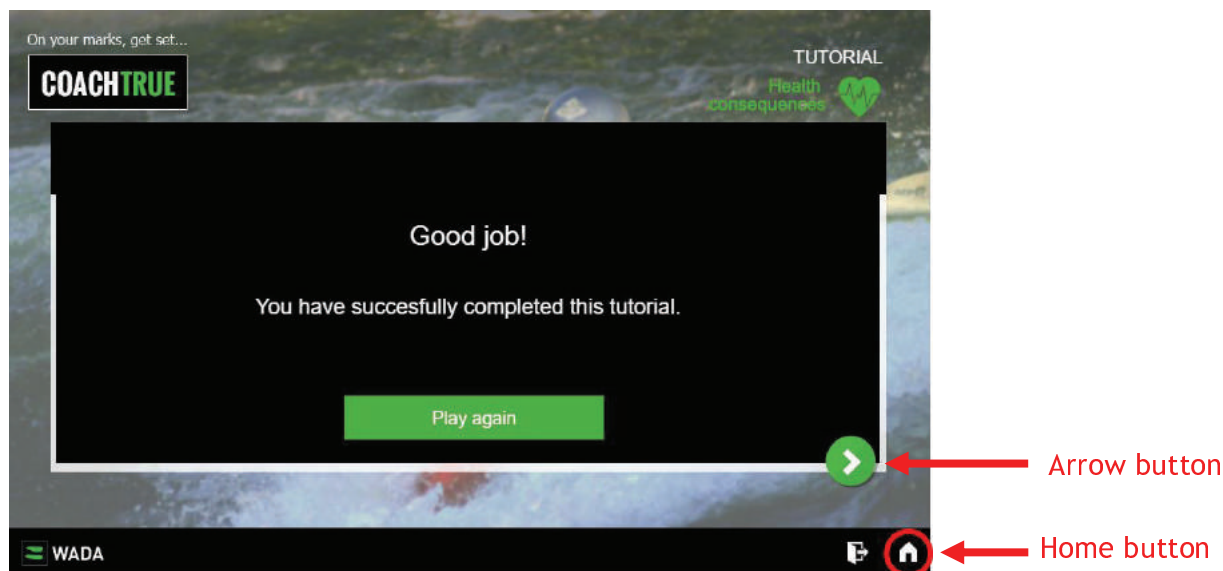 On your marks, get set...
COACHTRUE
TUTORIAL
Health
consequences
Good job!
You have succesfully completed this tutorial.
Play again
Arrow button
WADA
Home button